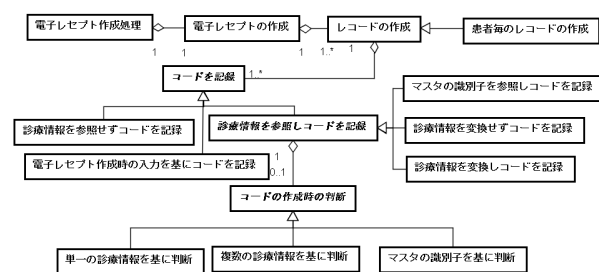 電子レセプト作成処理
電子レセプトの作成
レコードの作成
患者毎のレコードの作成
1
1
1
1..*
1
コードを記録
1..*
マスタの識別子を参照しコードを記録
診療情報を参照せずコードを記録
診療情報を参照しコードを記録
診療情報を変換せずコードを記録
電子レセプト作成時の入力を基にコードを記録
診療情報を変換しコードを記録
1
0..1
コードの作成時の判断
単一の診療情報を基に判断
複数の診療情報を基に判断
マスタの識別子を基に判断